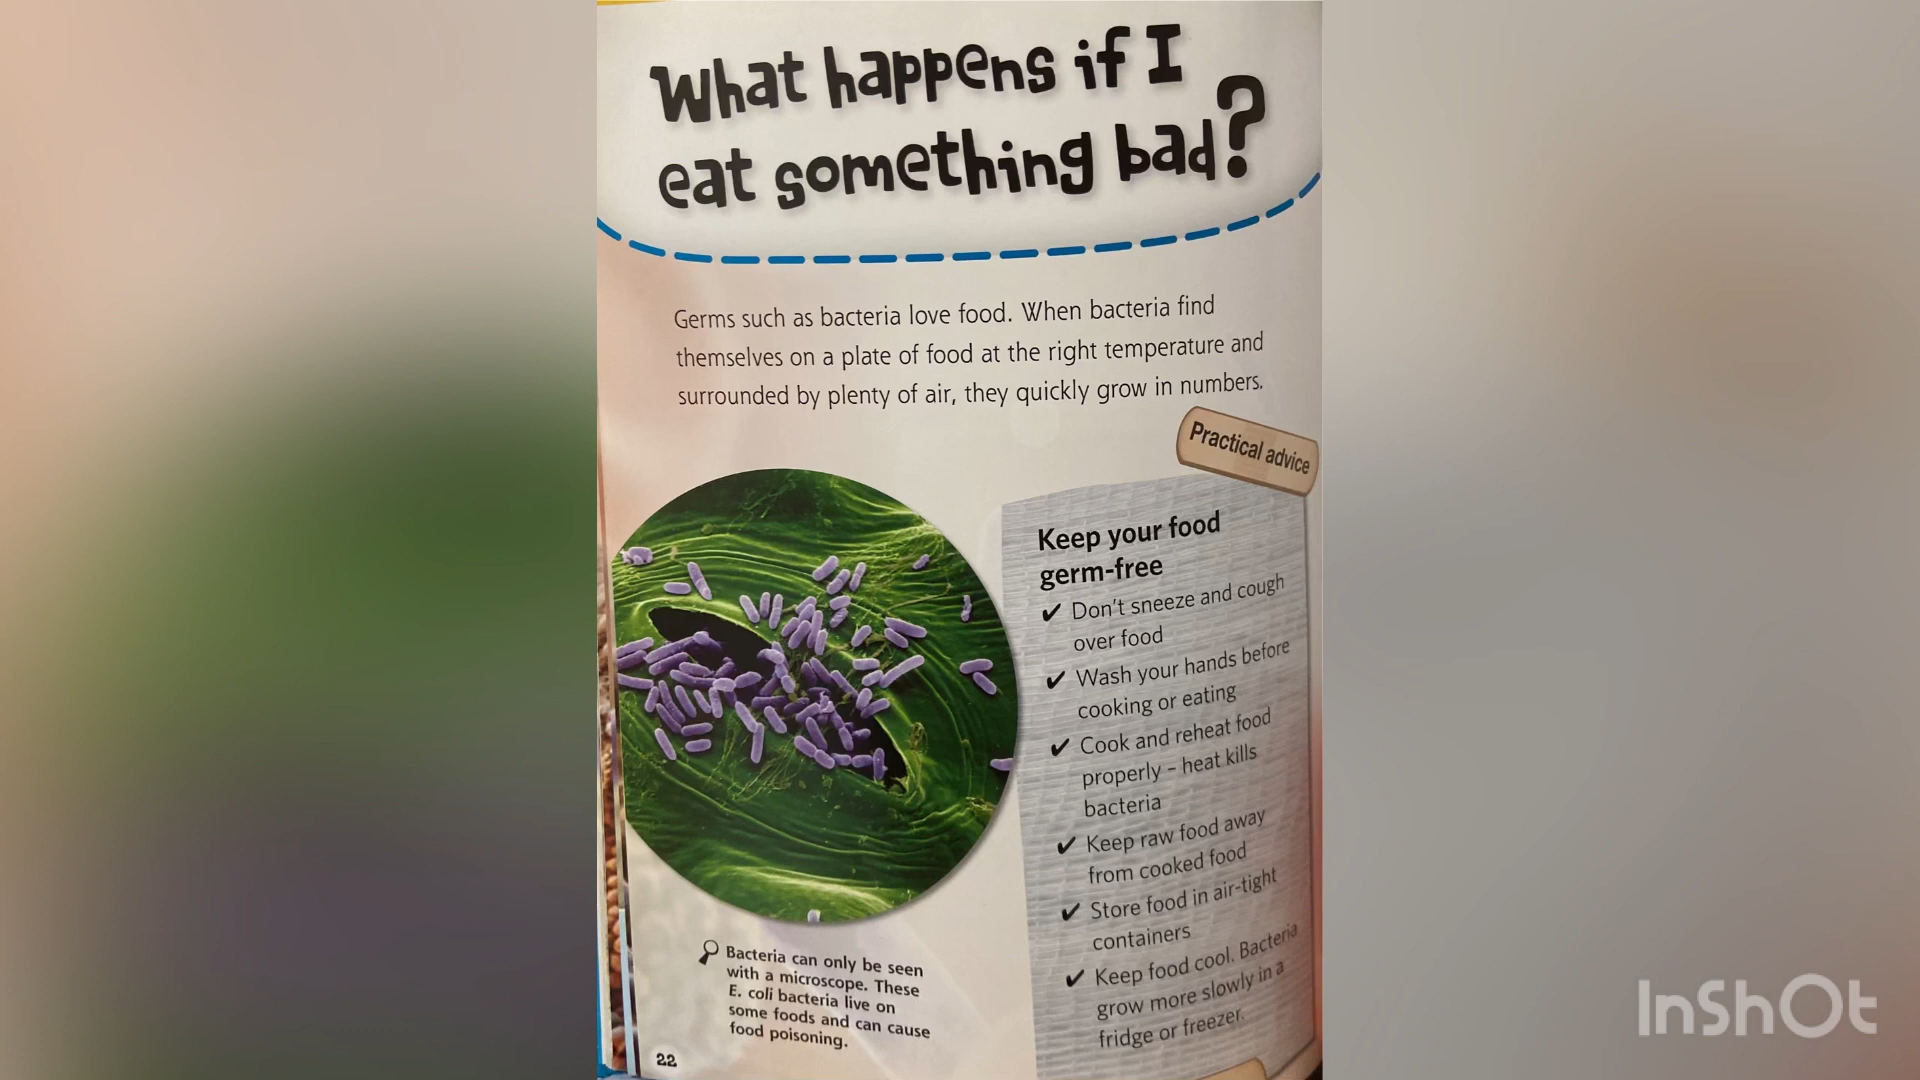 What happens if I
eat something bad?
Germs such as bacteria love food. When bacteria find
themselves on a plate of food at the right temperature and
surrounded by plenty of air, they quickly grow in numbers.
Practical advice
Keep your food
germ-free
✔ Don't sneeze and cough
over food
✔ Wash your hands before
cooking or eating
✔ Cook and reheat food
properly – heat kills
bacteria
✔ Keep raw food away
from cooked food
✔ Store food in air-tight
containers
✔ Keep food cool. Bacteria
grow more slowly in a
fridge or freezer.
Bacteria can only be seen
with a microscope. These
E. coli bacteria live on
some foods and can cause
food poisoning.
22
InShOt